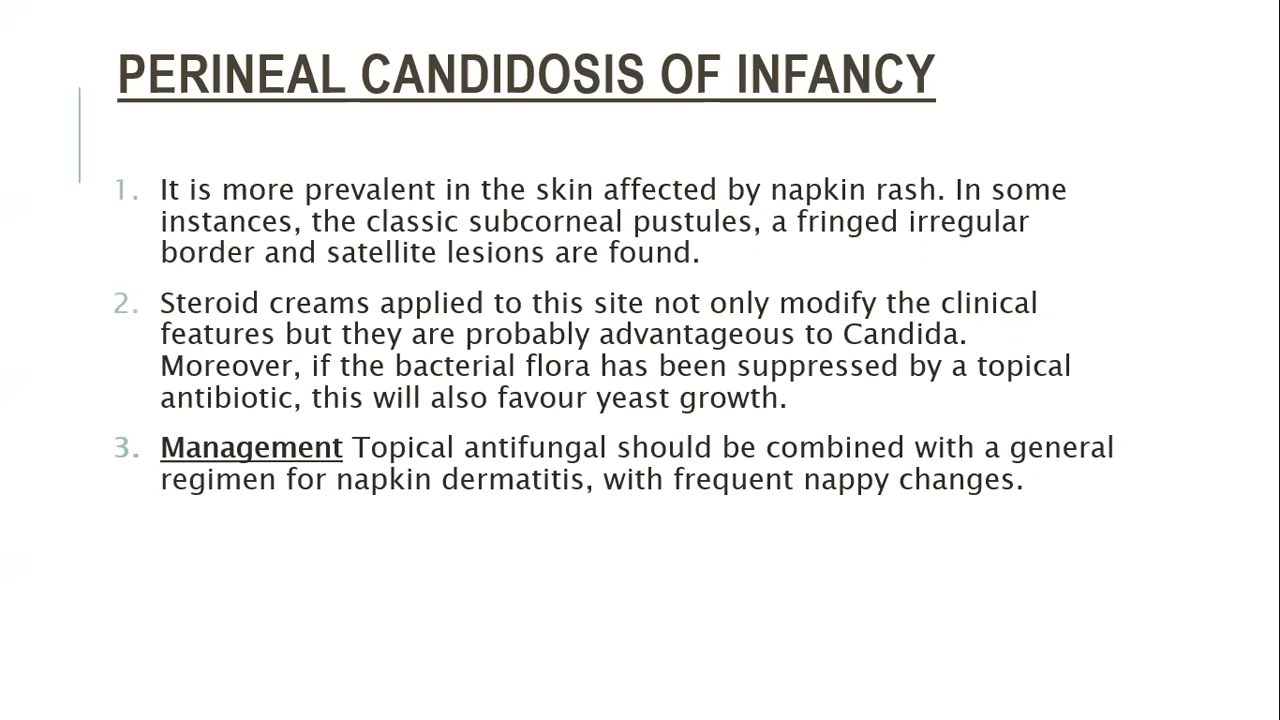 PERINEAL CANDIDOSIS OF INFANCY
1. It is more prevalent in the skin affected by napkin rash. In some
instances, the classic subcorneal pustules, a fringed irregular
border and satellite lesions are found.
2. Steroid creams applied to this site not only modify the clinical
features but they are probably advantageous to Candida.
Moreover, if the bacterial flora has been suppressed by a topical
antibiotic, this will also favour yeast growth.
3. Management Topical antifungal should be combined with a general
regimen for napkin dermatitis, with frequent nappy changes.